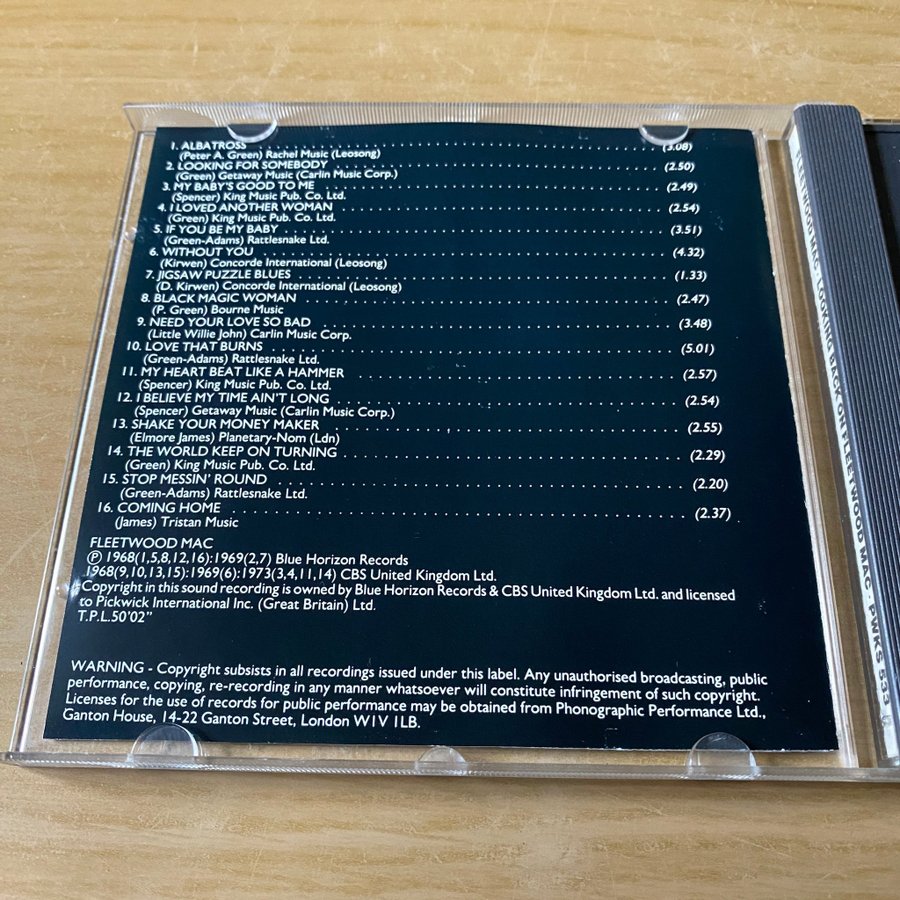 1. ALBATROSS . . . . . . . . . . . . . . . . . . . . . . . . . . . . . . . . . . . . . . . . (3.08)
(Peter A. Green) Rachel Music (Leosong)
2. LOOKING FOR SOMEBODY . . . . . . . . . . . . . . . . . . . . . . . . . . . . . . (2.50)
(Green) Getaway Music (Carlin Music Corp.)
3. MY BABY'S GOOD TO ME . . . . . . . . . . . . . . . . . . . . . . . . . . . . . . . (2.49)
(Spencer) King Music Pub. Co. Ltd.
4. I LOVED ANOTHER WOMAN . . . . . . . . . . . . . . . . . . . . . . . . . . . . . (2.54)
(Green) King Music Pub. Co. Ltd.
5. IF YOU BE MY BABY . . . . . . . . . . . . . . . . . . . . . . . . . . . . . . . . . . (3.51)
(Green-Adams) Rattlesnake Ltd.
6. WITHOUT YOU . . . . . . . . . . . . . . . . . . . . . . . . . . . . . . . . . . . . . (4.32)
(Kirwen) Concorde International (Leosong)
7. JIGSAW PUZZLE BLUES . . . . . . . . . . . . . . . . . . . . . . . . . . . . . . . . (1.33)
(D. Kirwen) Concorde International (Leosong)
8. BLACK MAGIC WOMAN . . . . . . . . . . . . . . . . . . . . . . . . . . . . . . . . (2.47)
(P. Green) Bourne Music
9. NEED YOUR LOVE SO BAD . . . . . . . . . . . . . . . . . . . . . . . . . . . . . . (3.48)
(Little Willie John) Carlin Music Corp.
10. LOVE THAT BURNS . . . . . . . . . . . . . . . . . . . . . . . . . . . . . . . . . . (5.01)
(Green-Adams) Rattlesnake Ltd.
11. MY HEART BEAT LIKE A HAMMER . . . . . . . . . . . . . . . . . . . . . . . . . (2.57)
(Spencer) King Music Pub. Co. Ltd.
12. I BELIEVE MY TIME AIN'T LONG . . . . . . . . . . . . . . . . . . . . . . . . . . (2.54)
(Spencer) Getaway Music (Carlin Music Corp.)
13. SHAKE YOUR MONEY MAKER . . . . . . . . . . . . . . . . . . . . . . . . . . . . (2.55)
(Elmore James) Planetary-Nom (Ldn)
14. THE WORLD KEEP ON TURNING . . . . . . . . . . . . . . . . . . . . . . . . . . (2.29)
(Green) King Music Pub. Co. Ltd.
15. STOP MESSIN' ROUND . . . . . . . . . . . . . . . . . . . . . . . . . . . . . . . . (2.20)
(Green-Adams) Rattlesnake Ltd.
16. COMING HOME . . . . . . . . . . . . . . . . . . . . . . . . . . . . . . . . . . . . (2.37)
(James) Tristan Music
FLEETWOOD MAC
℗ 1968(1,5,8,12,16):1969(2,7) Blue Horizon Records
1968(9,10,13,15):1969(6):1973(3,4,11,14) CBS United Kingdom Ltd.
Copyright in this sound recording is owned by Blue Horizon Records & CBS United Kingdom Ltd. and licensed
to Pickwick International Inc. (Great Britain) Ltd.
T.P.L.50'02"
WARNING - Copyright subsists in all recordings issued under this label. Any unauthorised broadcasting, public
performance, copying, re-recording in any manner whatsoever will constitute infringement of such copyright.
Licenses for the use of records for public performance may be obtained from Phonographic Performance Ltd.,
Ganton House, 14-22 Ganton Street, London W1V 1LB.
FLEETWOOD MAC · LOOKING BACK ON FLEETWOOD MAC · PWKS 533